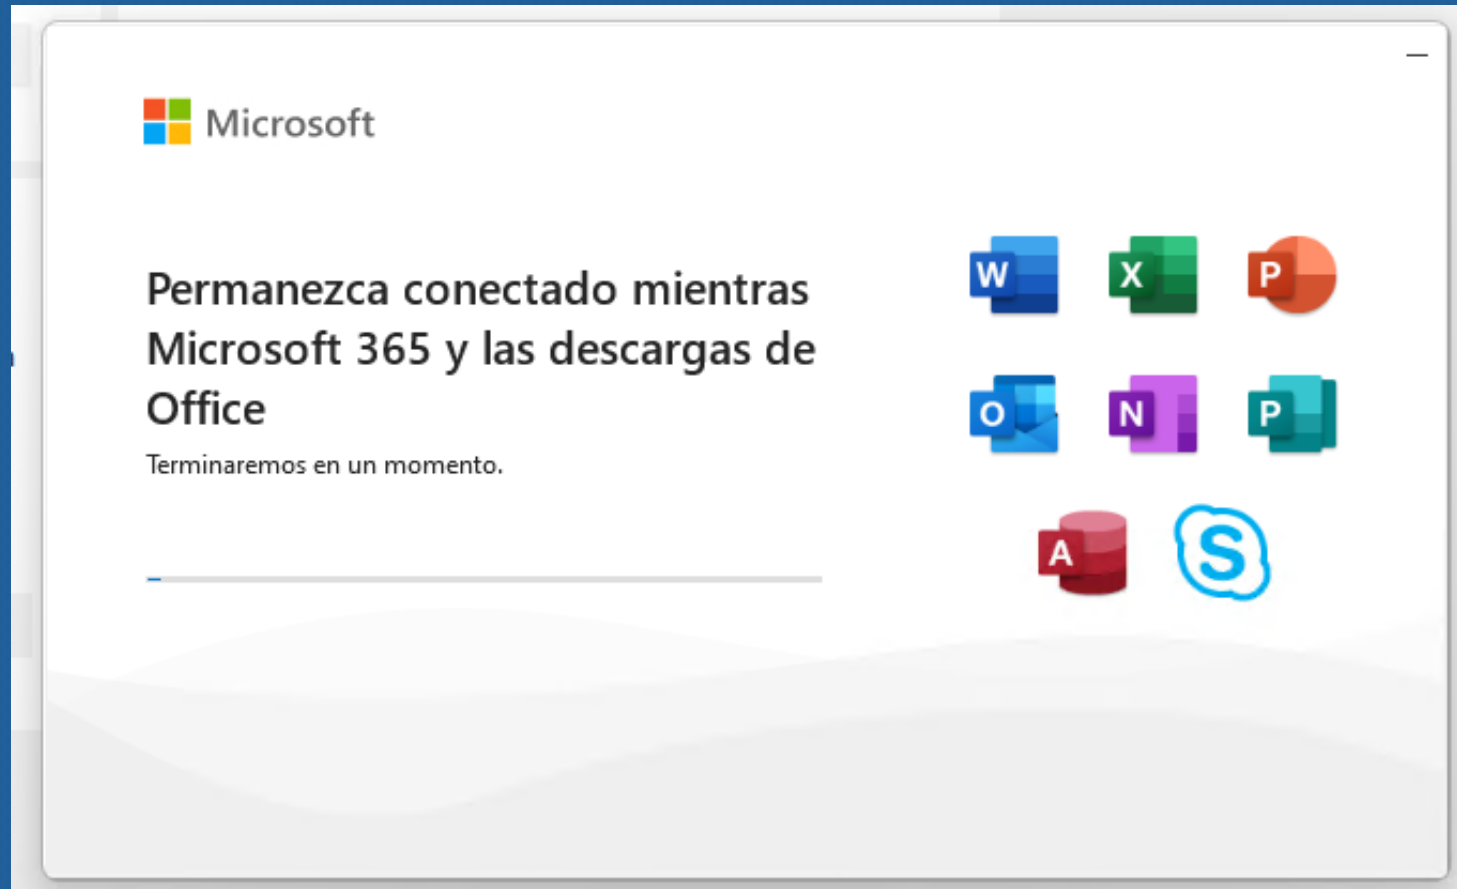 Microsoft
Permanezca conectado mientras
Microsoft 365 y las descargas de
Office
Terminaremos en un momento.
W X P
O N P
A S